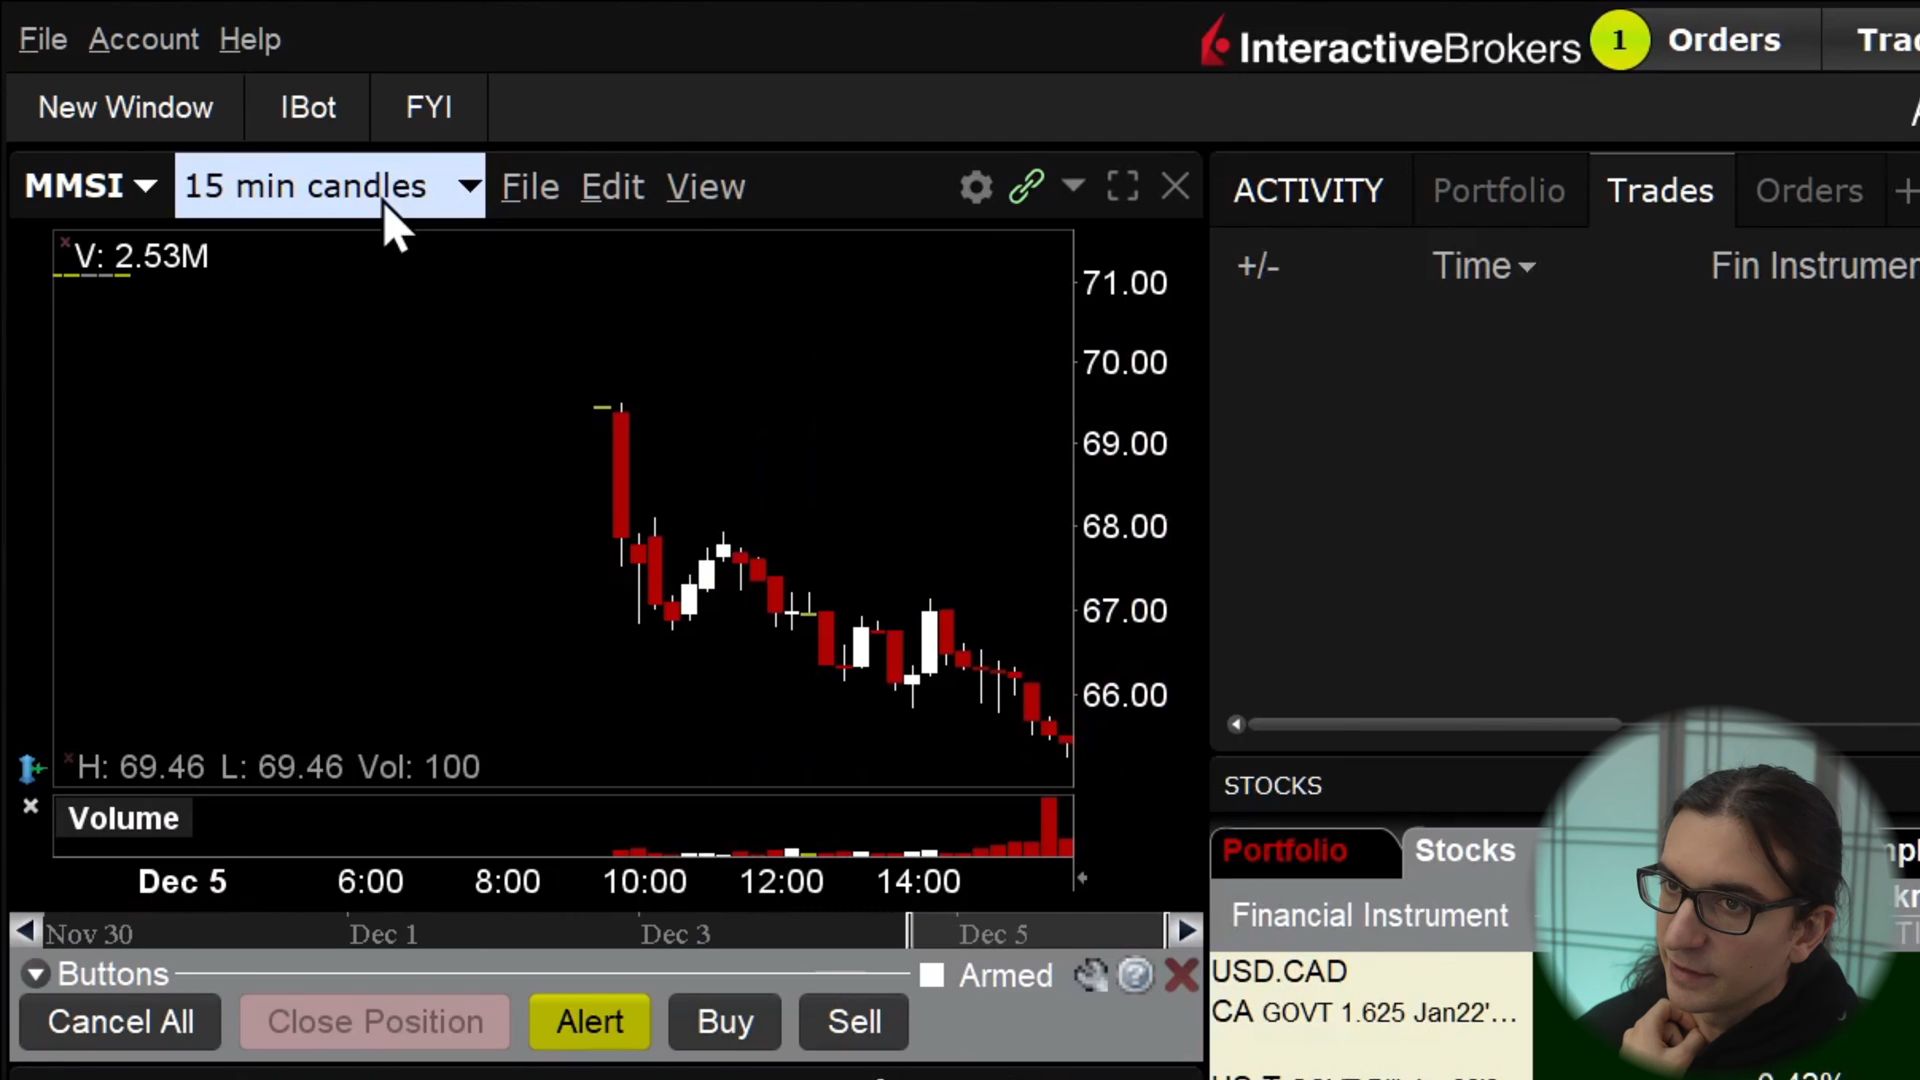 File Account Help
InteractiveBrokers
1 Orders
New Window IBot FYI
MMSI 15 min candles File Edit View
ACTIVITY Portfolio Trades Orders +
V: 2.53M
+/- Time
71.00
70.00
69.00
68.00
67.00
66.00
H: 69.46 L: 69.46 Vol: 100
Volume
Dec 5 6:00 8:00 10:00 12:00 14:00
Nov 30 Dec 1 Dec 3 Dec 5
Buttons Armed
Cancel All Close Position Alert Buy Sell
STOCKS
Portfolio Stocks
Financial Instrument
USD.CAD
CA GOVT 1.625 Jan22'...